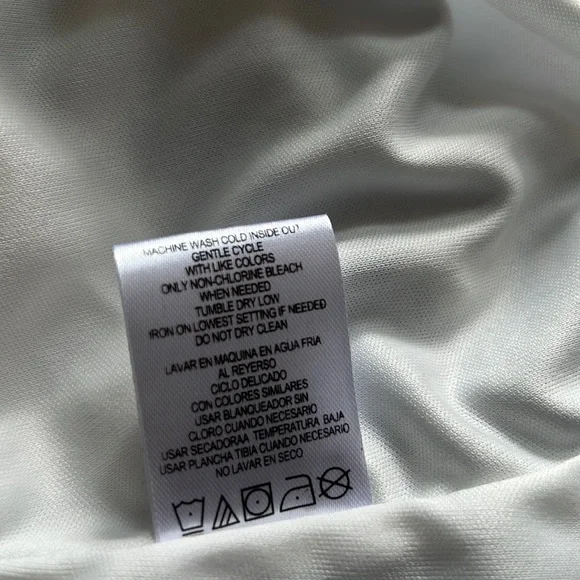 MACHINE WASH COLD INSIDE OUT
GENTLE CYCLE
WITH LIKE COLORS
ONLY NON-CHLORINE BLEACH
WHEN NEEDED
TUMBLE DRY LOW
IRON ON LOWEST SETTING IF NEEDED
DO NOT DRY CLEAN
LAVAR EN MAQUINA EN AGUA FRIA
AL REYERSO
CICLO DELICADO
CON COLORES SIMILARES
USAR BLANQUEADOR SIN
CLORO CUANDO NECESARIO
USAR SECADORAA TEMPERATURA BAJA
USAR PLANCHA TIBIA CUANDO NECESARIO
NO LAVAR EN SECO